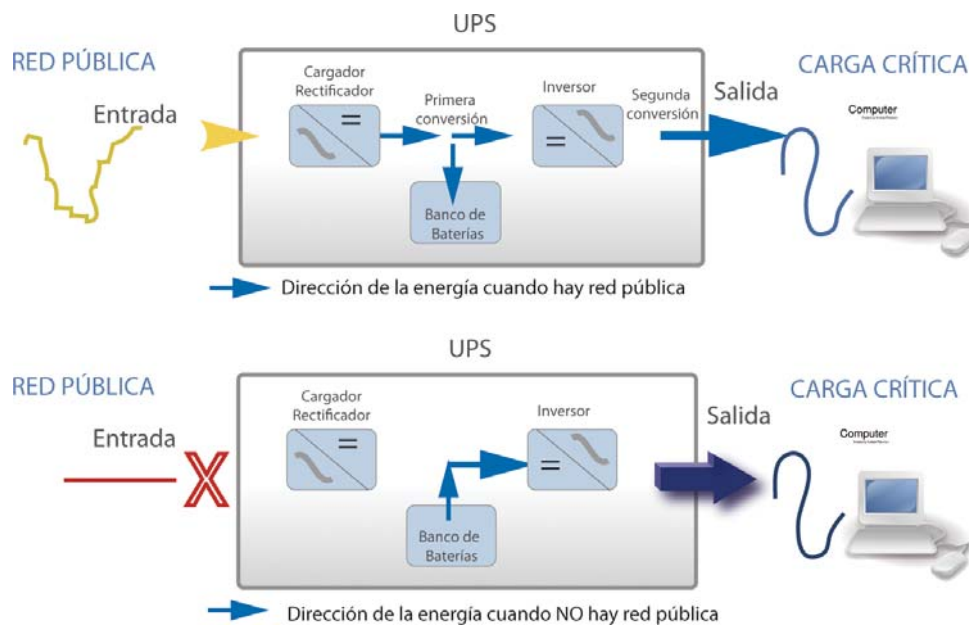 UPS
RED PÚBLICA
CARGA CRÍTICA
Entrada
Cargador
Rectificador
Primera
conversión
Inversor
Segunda
conversión
Salida
Computer
Banco de
Baterías
Dirección de la energía cuando hay red pública
UPS
RED PÚBLICA
CARGA CRÍTICA
Entrada
X
Cargador
Rectificador
Inversor
Salida
Computer
Banco de
Baterías
Dirección de la energía cuando NO hay red pública